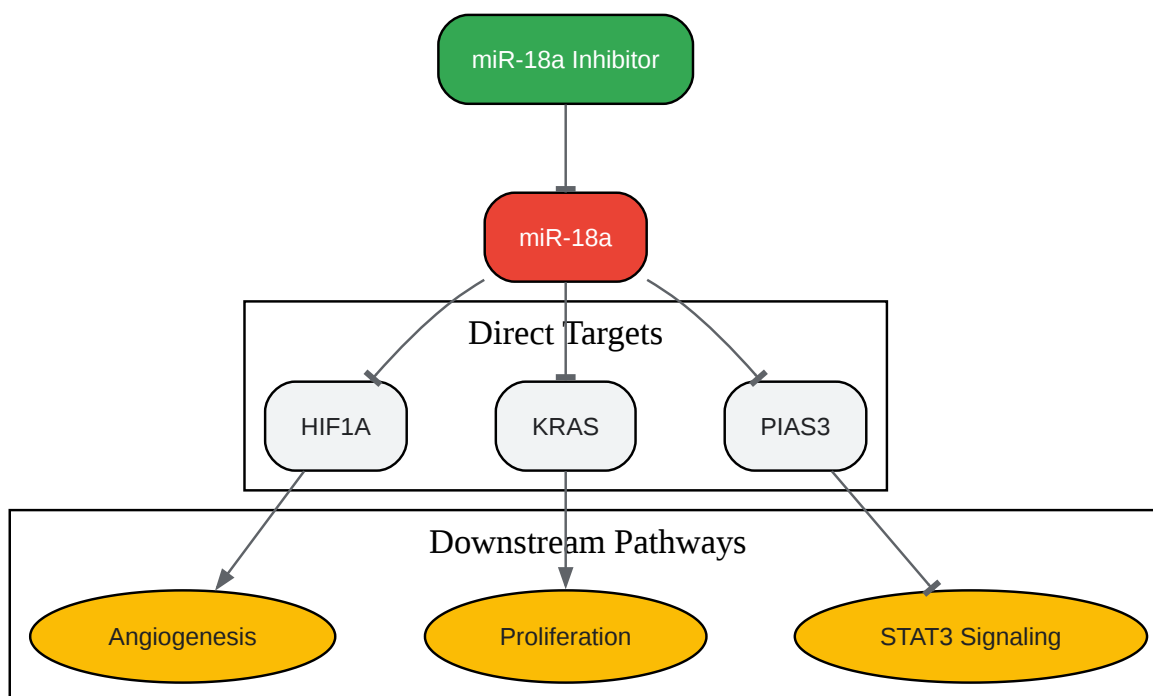 miR-18a Inhibitor
miR-18a
Direct Targets
HIF1A
KRAS
PIAS3
Downstream Pathways
Angiogenesis
Proliferation
STAT3 Signaling